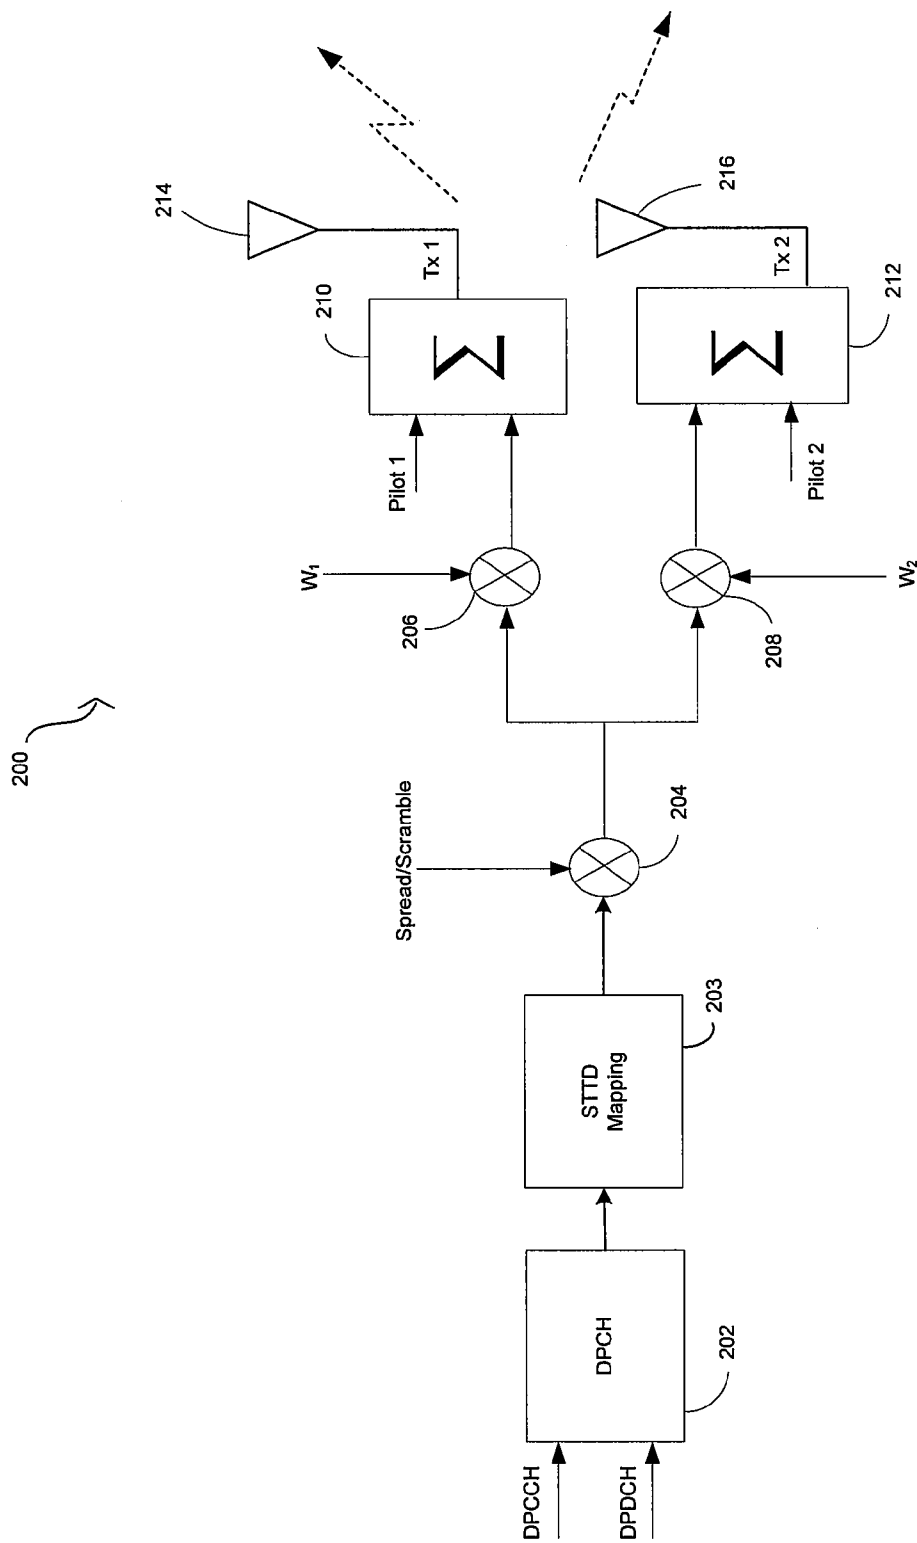 200
214
216
Tx 1
Tx 2
210
212
Pilot 1
Pilot 2
W₁
W₂
206
208
Spread/Scramble
204
STTD
Mapping
203
DPCH
202
DPCCH
DPDCH